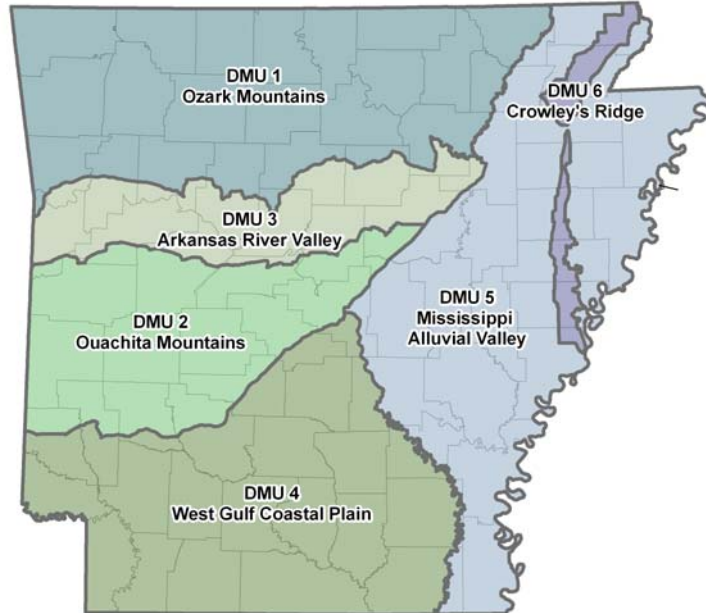 DMU 1
Ozark Mountains
DMU 6
Crowley's Ridge
DMU 3
Arkansas River Valley
DMU 5
Mississippi
Alluvial Valley
DMU 2
Ouachita Mountains
DMU 4
West Gulf Coastal Plain